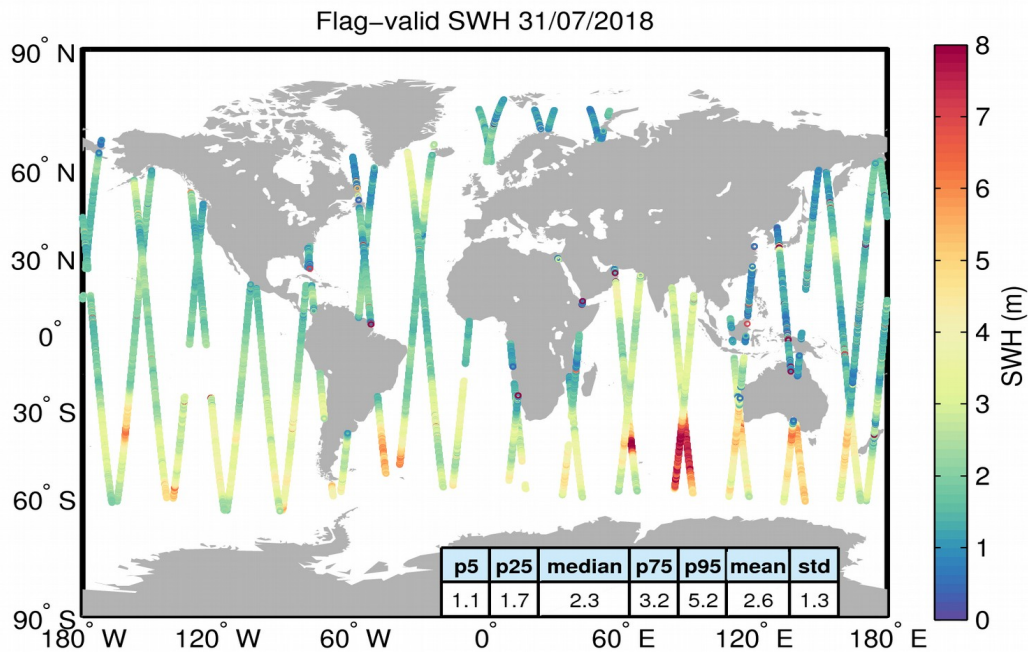 Flag−valid SWH 31/07/2018
90° N
60° N
30° N
0°
30° S
60° S
90° S
180° W
120° W
60° W
0°
60° E
120° E
180° E
p5 p25 median p75 p95 mean std
1.1 1.7 2.3 3.2 5.2 2.6 1.3
8
7
6
5
4
3
2
1
0
SWH (m)